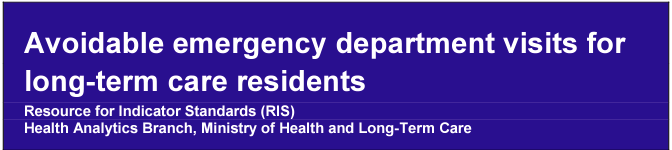 Avoidable emergency department visits for
long-term care residents
Resource for Indicator Standards (RIS)
Health Analytics Branch, Ministry of Health and Long-Term Care